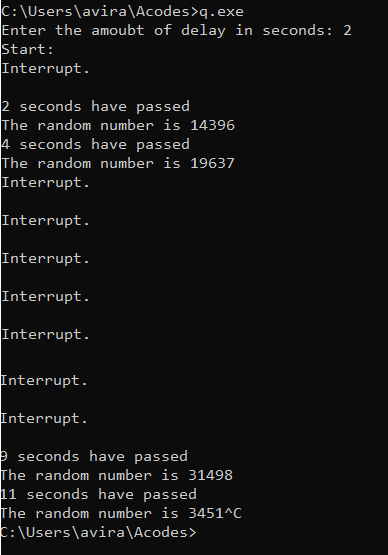 C:\Users\avira\Acodes>q.exe
Enter the amoubt of delay in seconds: 2
Start:
Interrupt.
2 seconds have passed
The random number is 14396
4 seconds have passed
The random number is 19637
Interrupt.
Interrupt.
Interrupt.
Interrupt.
Interrupt.
Interrupt.
Interrupt.
9 seconds have passed
The random number is 31498
11 seconds have passed
The random number is 3451^C
C:\Users\avira\Acodes>